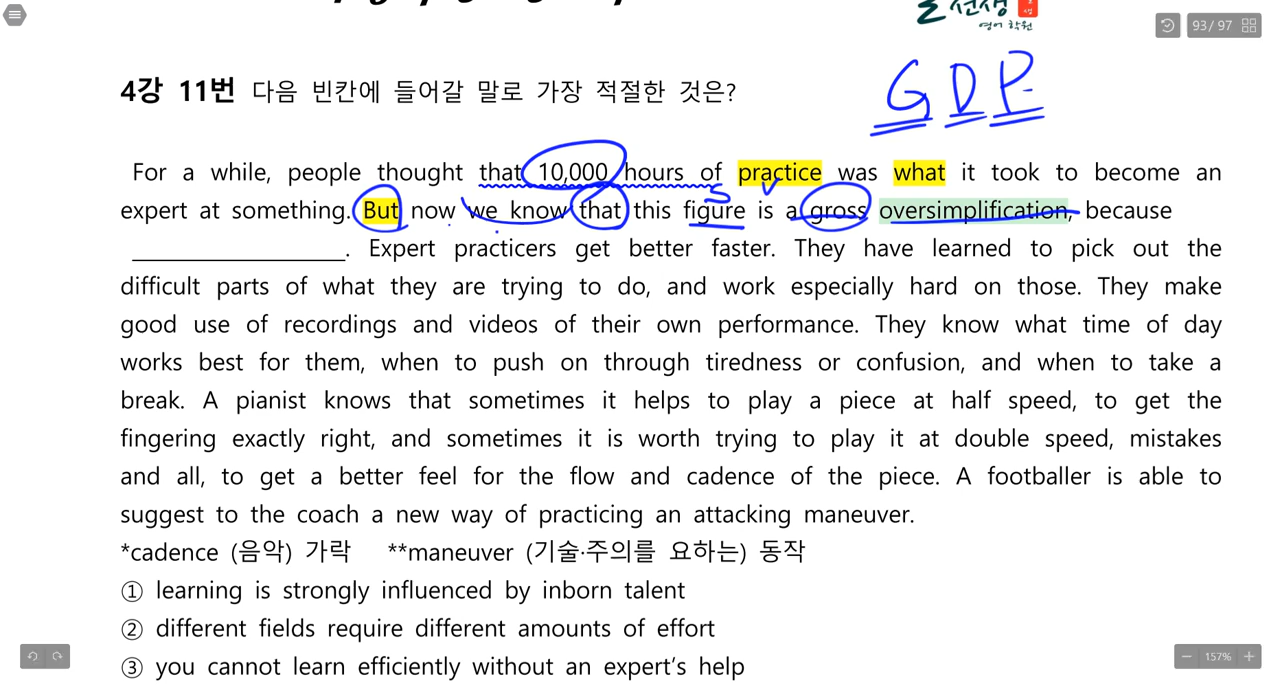 선생
영어 학원
93/ 97
4강 11번 다음 빈칸에 들어갈 말로 가장 적절한 것은?
GDP
For a while, people thought that 10,000 hours of practice was what it took to become an
S V
expert at something. But now we know that this figure is a gross oversimplification, because
____________________. Expert practicers get better faster. They have learned to pick out the
difficult parts of what they are trying to do, and work especially hard on those. They make
good use of recordings and videos of their own performance. They know what time of day
works best for them, when to push on through tiredness or confusion, and when to take a
break. A pianist knows that sometimes it helps to play a piece at half speed, to get the
fingering exactly right, and sometimes it is worth trying to play it at double speed, mistakes
and all, to get a better feel for the flow and cadence of the piece. A footballer is able to
suggest to the coach a new way of practicing an attacking maneuver.
*cadence (음악) 가락 **maneuver (기술·주의를 요하는) 동작
① learning is strongly influenced by inborn talent
② different fields require different amounts of effort
③ you cannot learn efficiently without an expert's help
157%